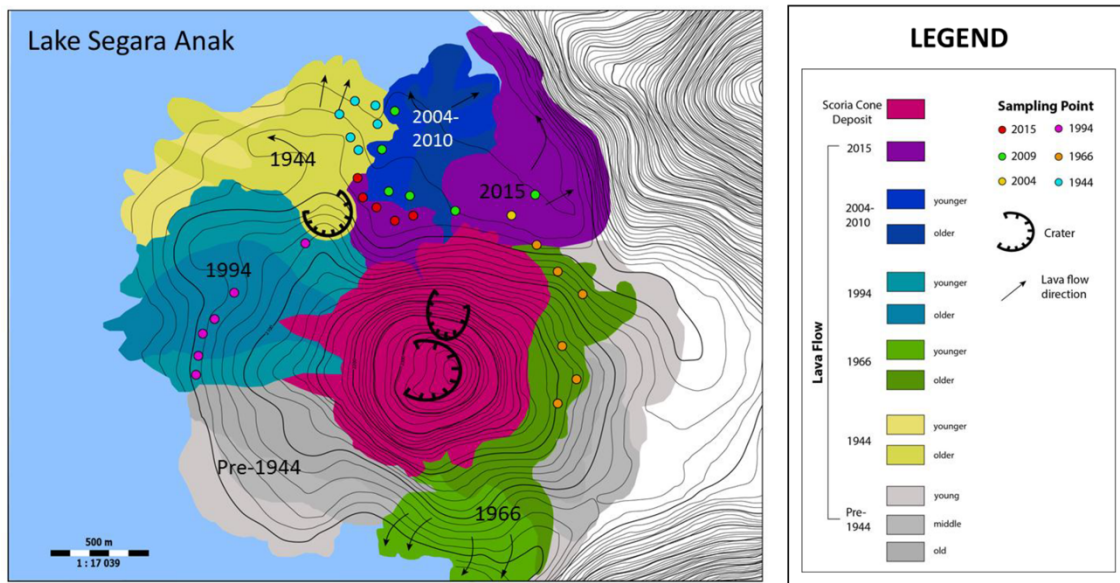 Lake Segara Anak
2004-
2010
1944
2015
1994
Pre-1944
1966
500 m
1 : 17 039
LEGEND
Scoria Cone
Deposit
2015
2004-
2010
younger
older
1994
younger
older
1966
younger
older
1944
younger
older
Pre-
1944
young
middle
old
Lava Flow
Sampling Point
2015
1994
2009
1966
2004
1944
Crater
Lava flow
direction